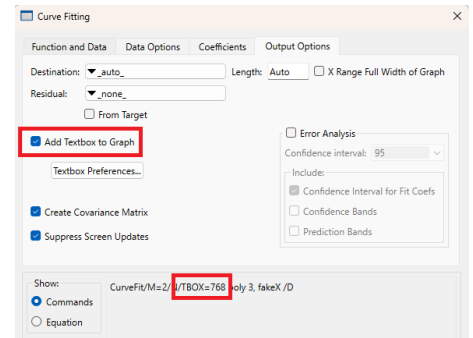 Curve Fitting
Function and Data Data Options Coefficients Output Options
Destination: _auto_ Length: Auto X Range Full Width of Graph
Residual: _none_
From Target
Add Textbox to Graph
Textbox Preferences...
Error Analysis
Confidence interval: 95
Include:
Confidence Interval for Fit Coefs
Confidence Bands
Prediction Bands
Create Covariance Matrix
Suppress Screen Updates
Show:
Commands
Equation
CurveFit/M=2/N/TBOX=768 poly 3, fakeX /D